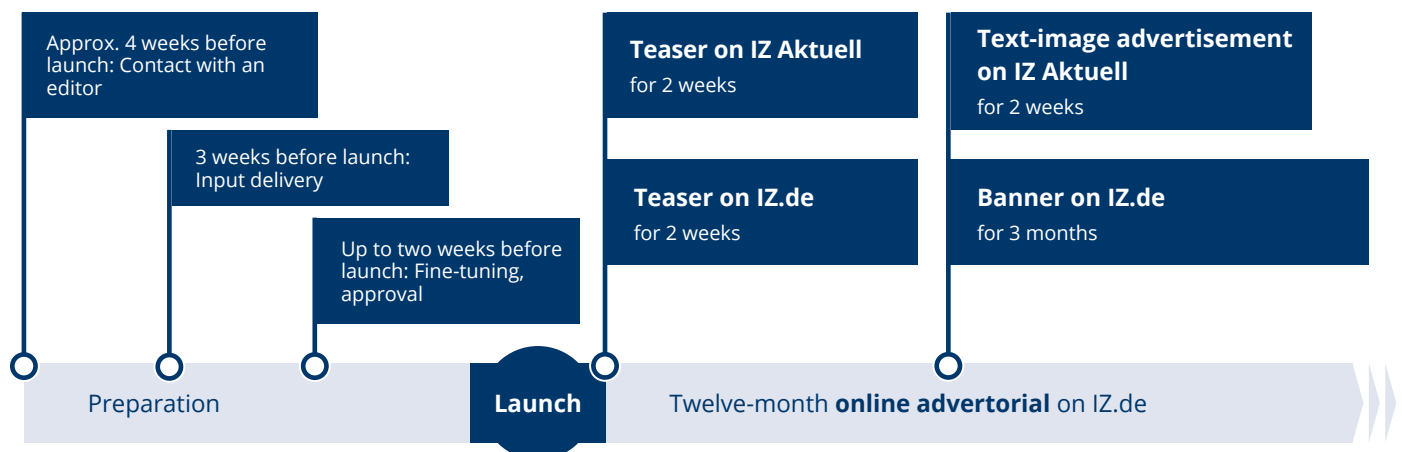 Approx. 4 weeks before
launch: Contact with an
editor
3 weeks before launch:
Input delivery
Up to two weeks before
launch: Fine-tuning,
approval
Teaser on IZ Aktuell
for 2 weeks
Teaser on IZ.de
for 2 weeks
Text-image advertisement
on IZ Aktuell
for 2 weeks
Banner on IZ.de
for 3 months
Preparation
Launch
Twelve-month online advertorial on IZ.de